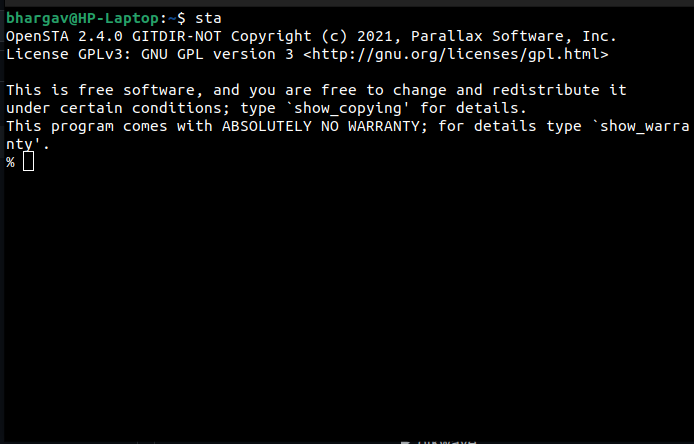 bhargav@HP-Laptop:~$ sta
OpenSTA 2.4.0 GITDIR-NOT Copyright (c) 2021, Parallax Software, Inc.
License GPLv3: GNU GPL version 3 <http://gnu.org/licenses/gpl.html>
This is free software, and you are free to change and redistribute it
under certain conditions; type `show_copying' for details.
This program comes with ABSOLUTELY NO WARRANTY; for details type `show_warra
nty'.
%